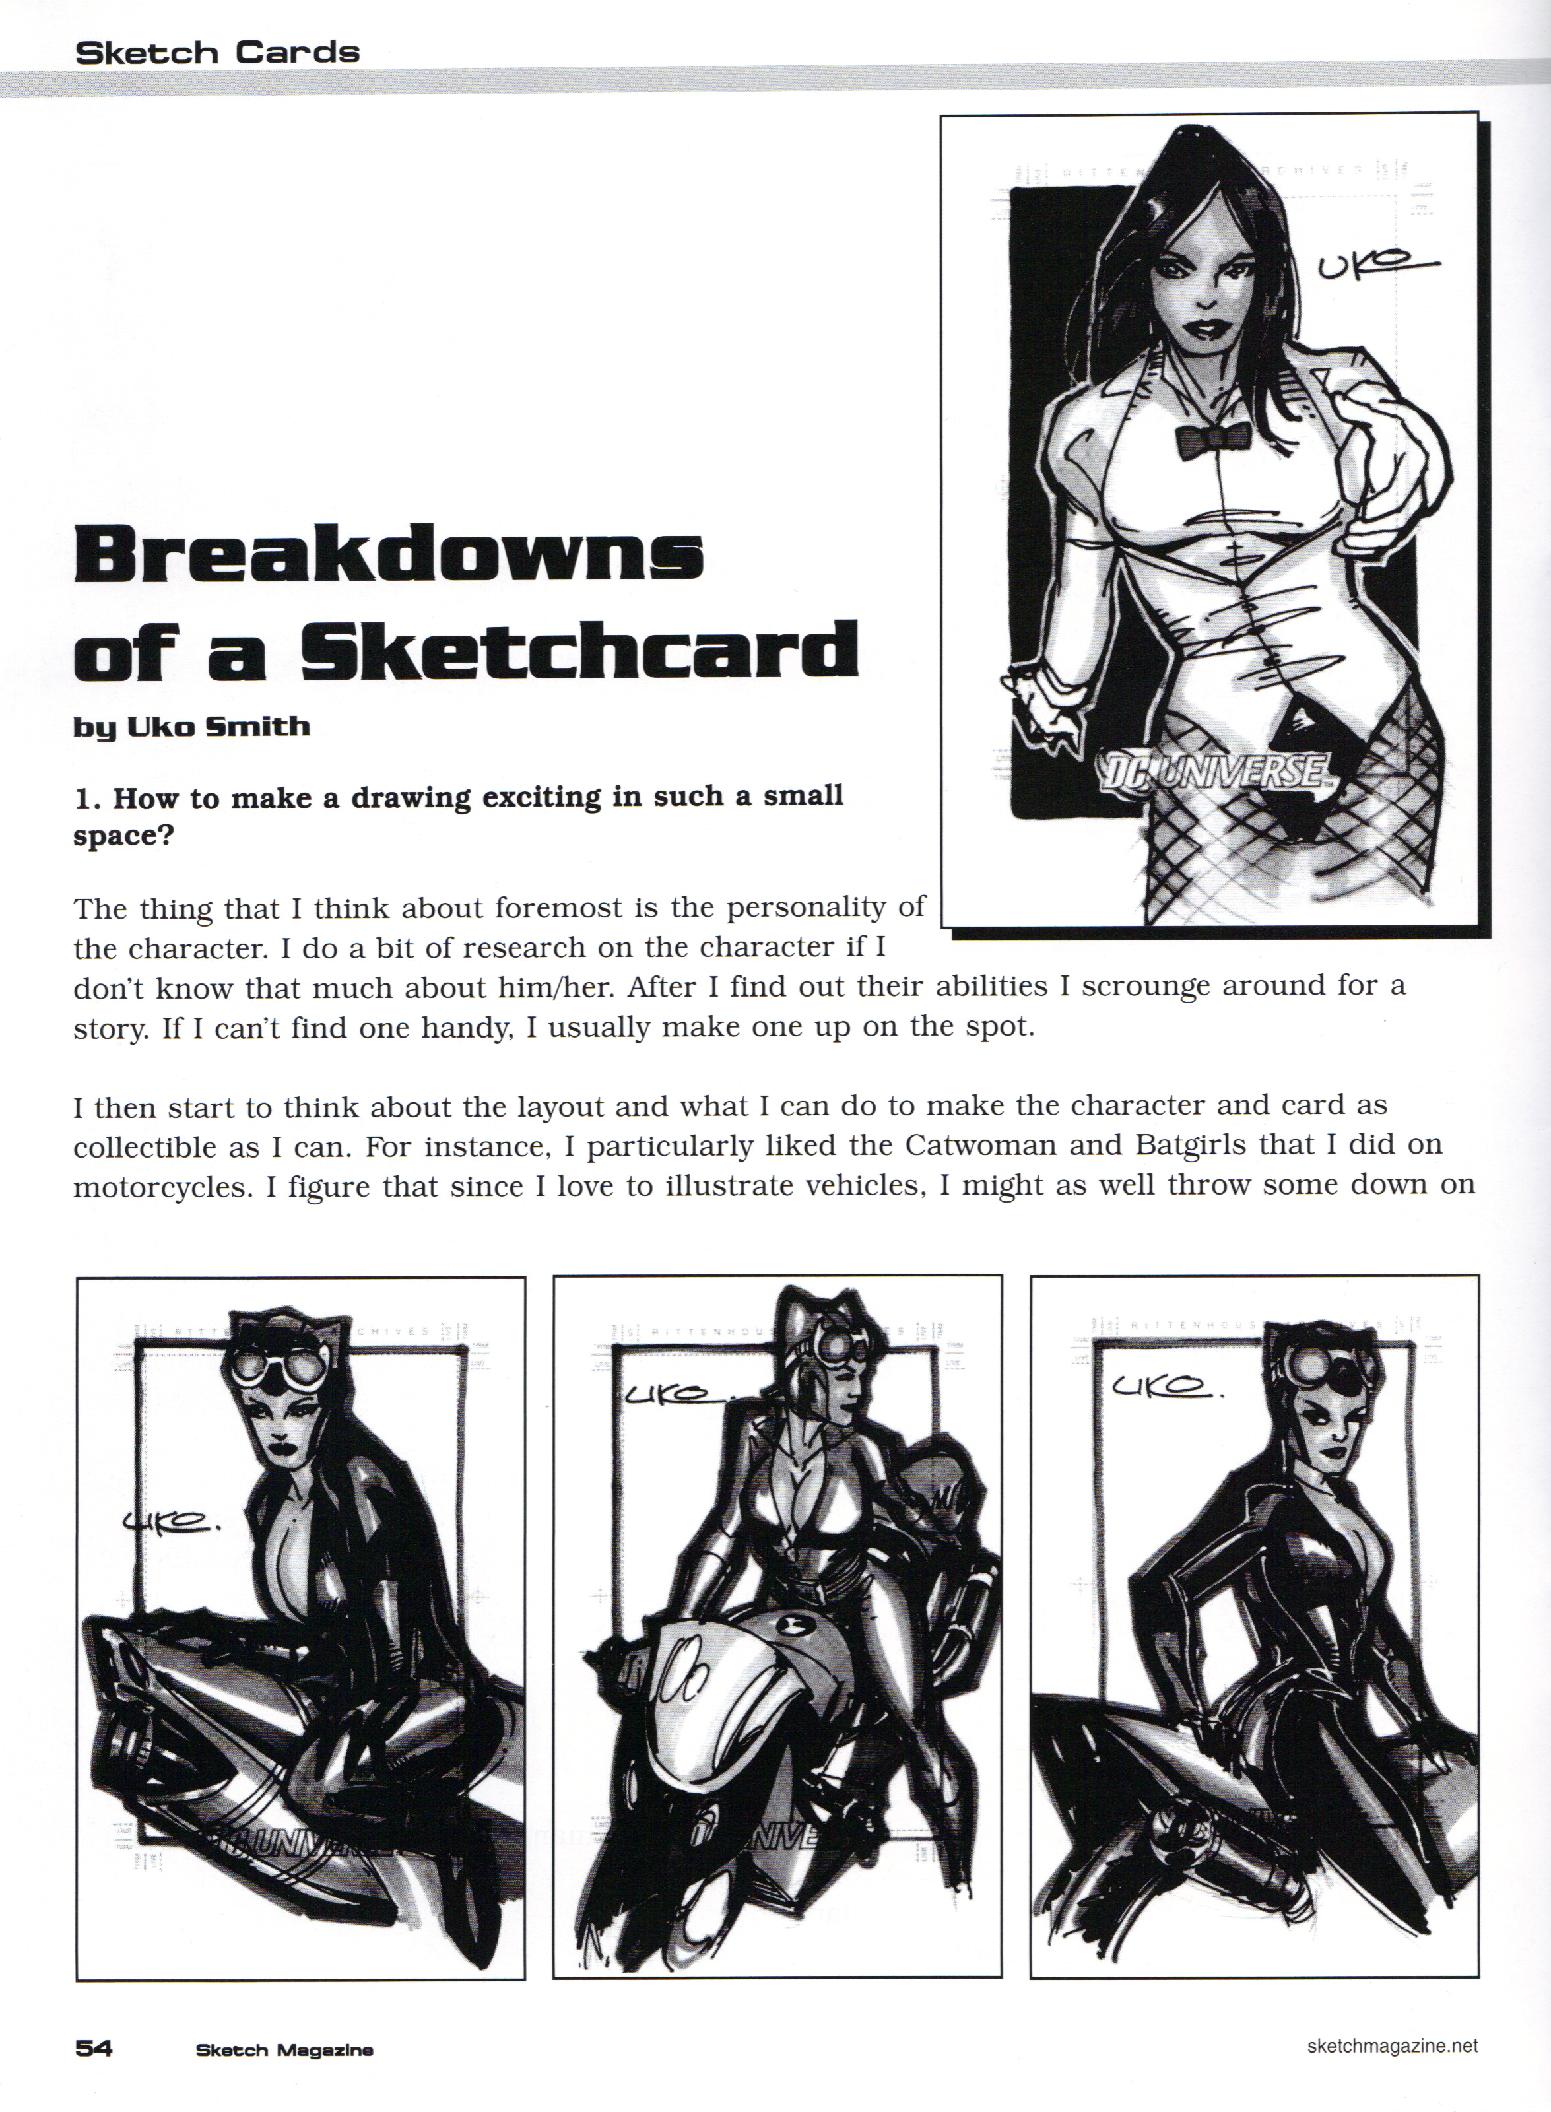 Sketch Cards
UKO
DC UNIVERSE
Breakdowns
of a Sketchcard
by Uko Smith
1. How to make a drawing exciting in such a small
space?
The thing that I think about foremost is the personality of
the character. I do a bit of research on the character if I
don't know that much about him/her. After I find out their abilities I scrounge around for a
story. If I can't find one handy, I usually make one up on the spot.
I then start to think about the layout and what I can do to make the character and card as
collectible as I can. For instance, I particularly liked the Catwoman and Batgirls that I did on
motorcycles. I figure that since I love to illustrate vehicles, I might as well throw some down on
UKO.
UKO.
UKO.
54 Sketch Magazine sketchmagazine.net